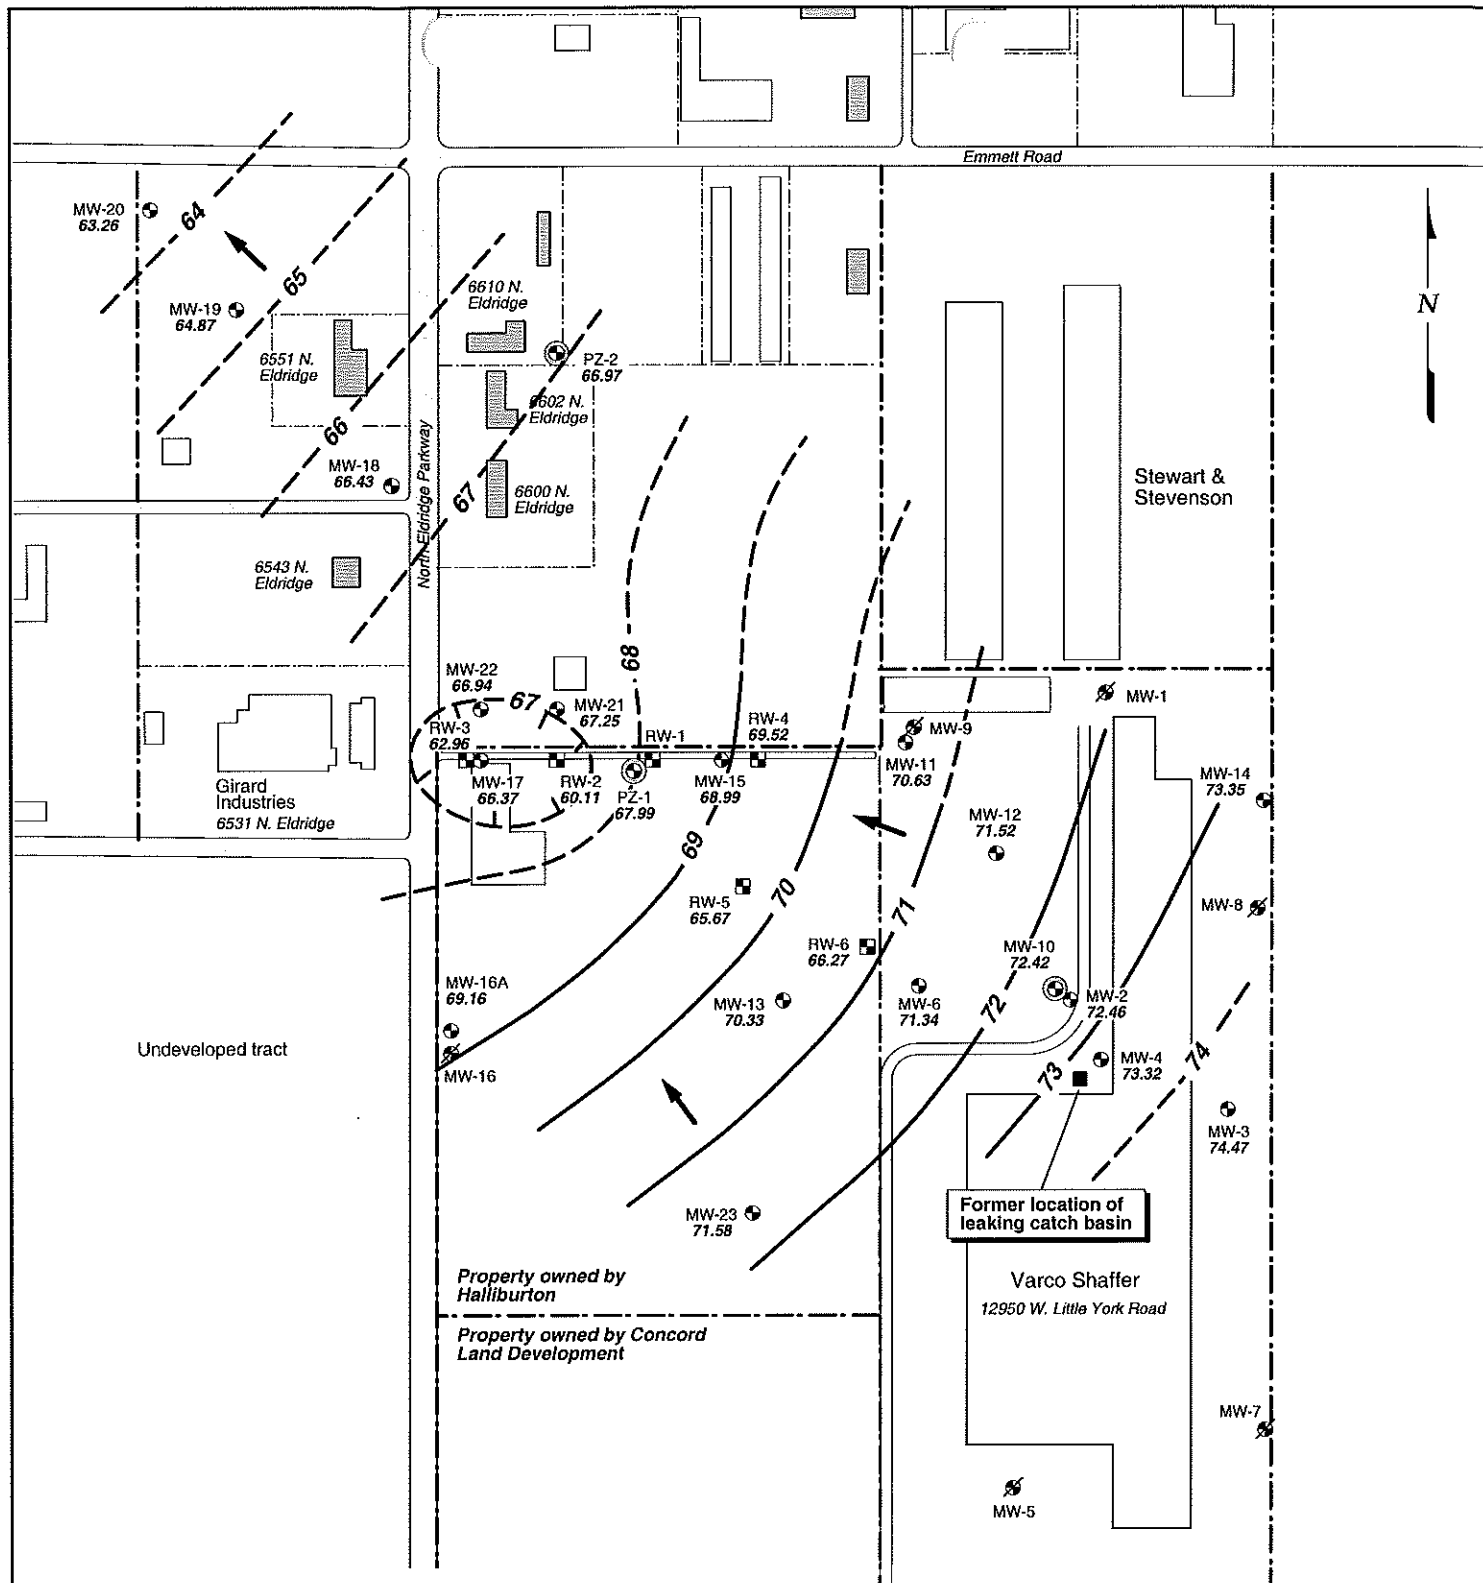 Emmett Road
MW-20
63.26
64
65
MW-19
64.87
6610 N.
Eldridge
N
6551 N.
Eldridge
PZ-2
66.97
6602 N.
Eldridge
66
North Eldridge Parkway
MW-18
66.43
67
6600 N.
Eldridge
Stewart &
Stevenson
6543 N.
Eldridge
68
MW-22
66.94
67
MW-21
67.25
MW-1
RW-3
62.96
RW-1
RW-4
69.52
MW-9
MW-11
70.63
MW-17
66.37
RW-2
60.11
PZ-1
67.99
MW-15
68.99
MW-14
73.35
Girard
Industries
6531 N. Eldridge
MW-12
71.52
69
70
71
RW-5
65.67
MW-8
RW-6
66.27
MW-10
72.42
MW-16A
69.16
MW-13
70.33
MW-6
71.34
72
MW-2
72.46
Undeveloped tract
MW-16
73
MW-4
73.32
74
MW-3
74.47
MW-23
71.58
Former location of
leaking catch basin
Property owned by
Halliburton
Varco Shaffer
12950 W. Little York Road
Property owned by Concord
Land Development
MW-7
MW-5